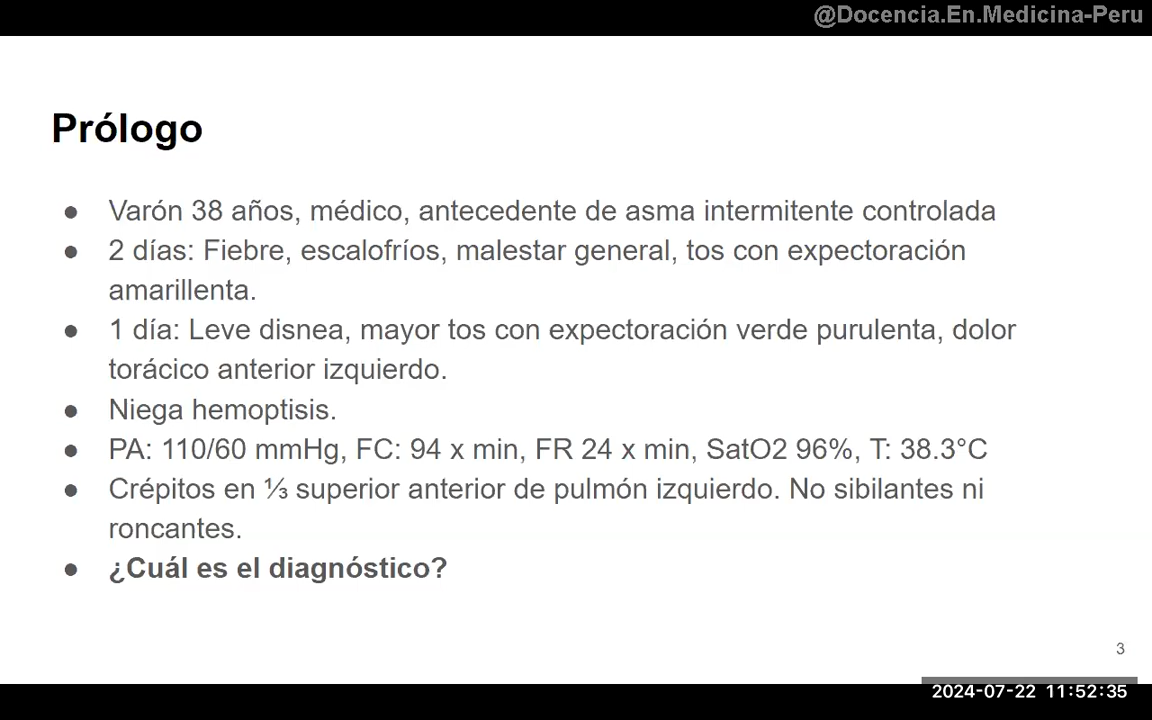 @Docencia.En.Medicina-Peru
Prólogo
● Varón 38 años, médico, antecedente de asma intermitente controlada
● 2 días: Fiebre, escalofríos, malestar general, tos con expectoración
amarillenta.
● 1 día: Leve disnea, mayor tos con expectoración verde purulenta, dolor
torácico anterior izquierdo.
● Niega hemoptisis.
● PA: 110/60 mmHg, FC: 94 x min, FR 24 x min, SatO2 96%, T: 38.3°C
● Crépitos en ⅓ superior anterior de pulmón izquierdo. No sibilantes ni
roncantes.
● ¿Cuál es el diagnóstico?
3
2024-07-22 11:52:35